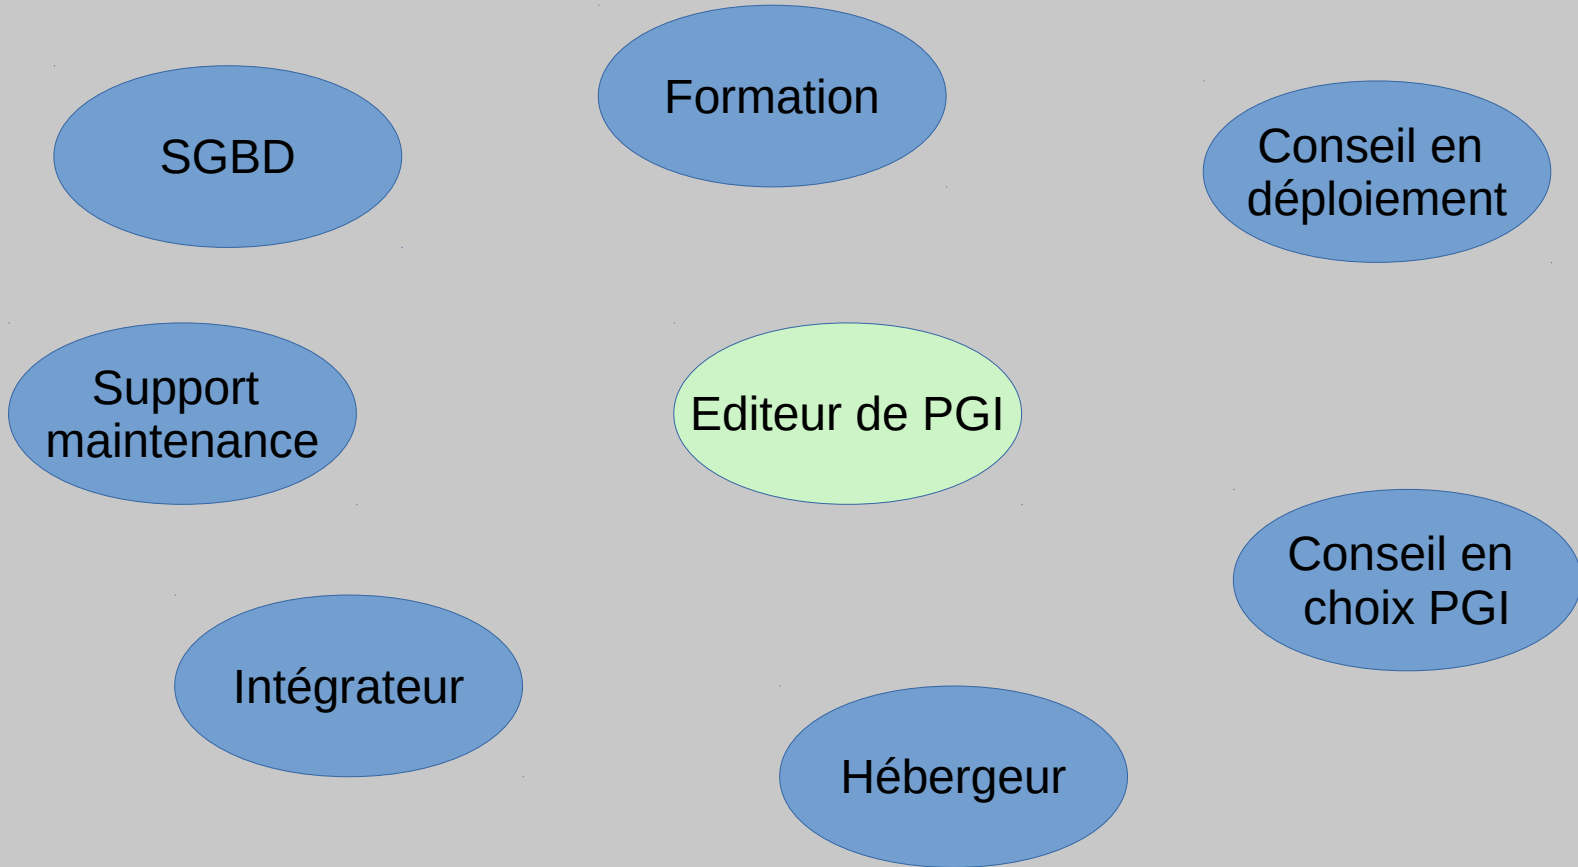 Formation
SGBD
Conseil en
déploiement
Support
maintenance
Editeur de PGI
Conseil en
choix PGI
Intégrateur
Hébergeur